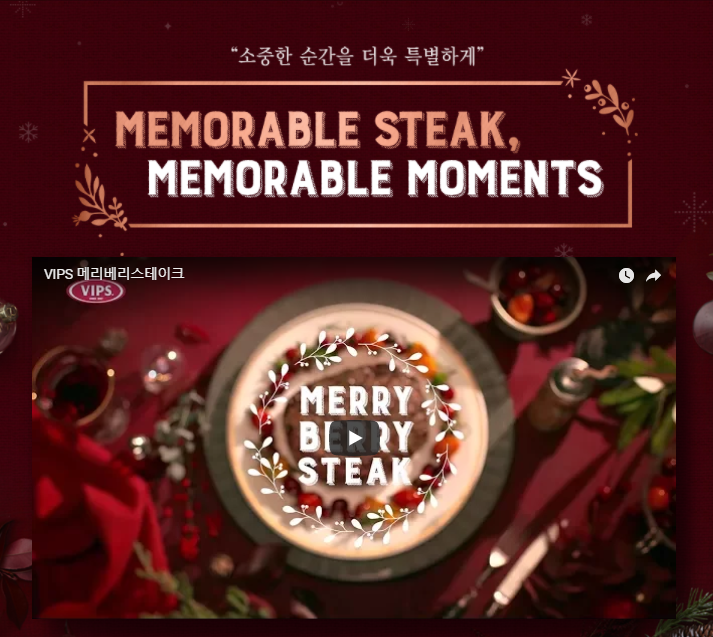 “소중한 순간을 더욱 특별하게”
MEMORABLE STEAK,
MEMORABLE MOMENTS
VIPS 메리베리스테이크
VIPS
MERRY
BERRY
STEAK